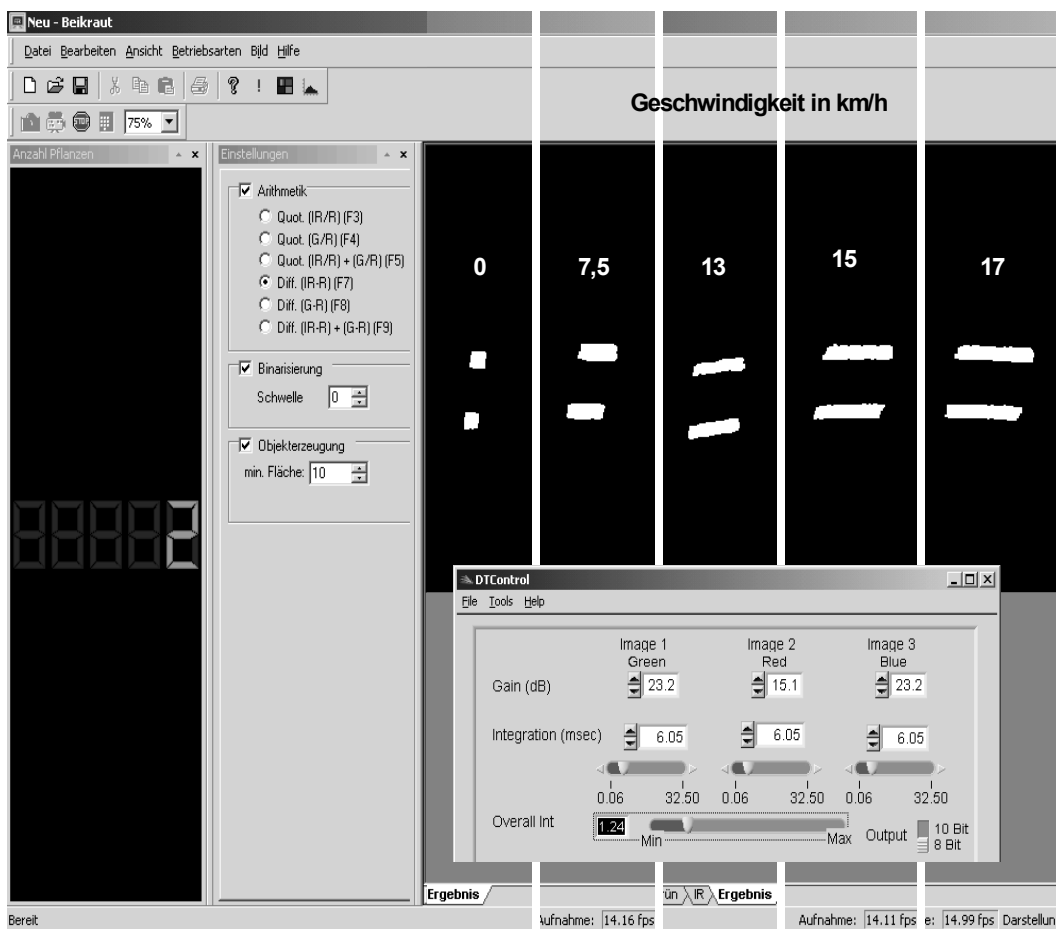 Neu - Beikraut
Datei Bearbeiten Ansicht Betriebsarten Bild Hilfe
75%
Geschwindigkeit in km/h
Anzahl Pflanzen
Einstellungen
Arithmetik
Quot. (IR/R) (F3)
Quot. (G/R) (F4)
Quot. (IR/R) + (G/R) (F5)
Diff. (IR-R) (F7)
Diff. (G-R) (F8)
Diff. (IR-R) + (G-R) (F9)
Binarisierung
Schwelle 0
Objekterzeugung
min. Fläche: 10
2
0 7,5 13 15 17
DTControl
File Tools Help
Image 1 Image 2 Image 3
Green Red Blue
Gain (dB) 23.2 15.1 23.2
Integration (msec) 6.05 6.05 6.05
0.06 32.50 0.06 32.50 0.06 32.50
Overall Int 1.24 Min Max Output 10 Bit
8 Bit
Ergebnis rün IR Ergebnis
Bereit Aufnahme: 14.16 fps Aufnahme: 14.11 fps e: 14.99 fps Darstellun